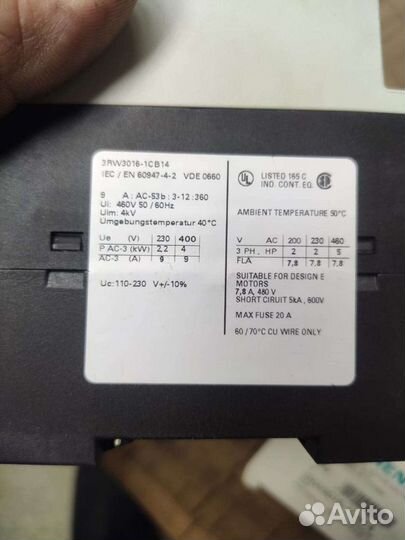 3RW3016-1CB14
IEC / EN 60947-4-2 VDE 0660
9 A : AC-53b : 3-12 : 360
Ui: 460V 50 / 60Hz
Uim: 4kV
Umgebungstemperatur 40°C
Ue (V) 230 400
P AC-3 (kW) 2,2 4
AC-3 (A) 9 9
Uc: 110-230 V+/-10%
UL LISTED 165 C
IND. CONT. EQ.
AMBIENT TEMPERATURE 50°C
V AC 200 230 460
3 PH, HP 2 2 5
FLA 7,8 7,8 7,8
SUITABLE FOR DESIGN E
MOTORS
7,8 A, 480 V
SHORT CIRCUIT 5kA, 600V
MAX FUSE 20 A
60 / 70°C CU WIRE ONLY
Avito